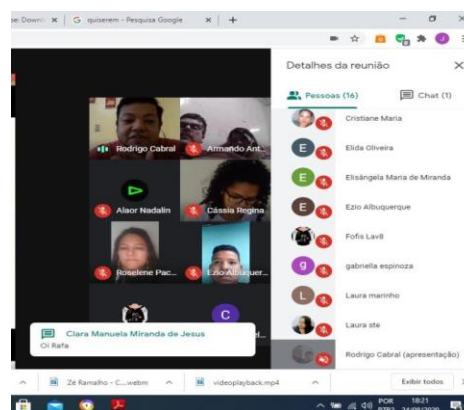 quiserem - Pesquisa Google
Detalhes da reunião
Pessoas (16)
Chat (1)
Cristiane Maria
Elida Oliveira
E
Elisângela Maria de Miranda
E
Ezio Albuquerque
E
Fofis Lav8
gabriella espinoza
g
Laura marinho
L
Laura ste
Rodrigo Cabral (apresentação)
Rodrigo Cabral
Armando Ant...
Alaor Nadalin
Cássia Regina
Roselene Pac...
Ezio Albuquer...
C
Clara Manuela Miranda de Jesus
Oi Rafa
Zé Ramalho - C....webm
videoplayback.mp4
Exibir todos
POR
18:21